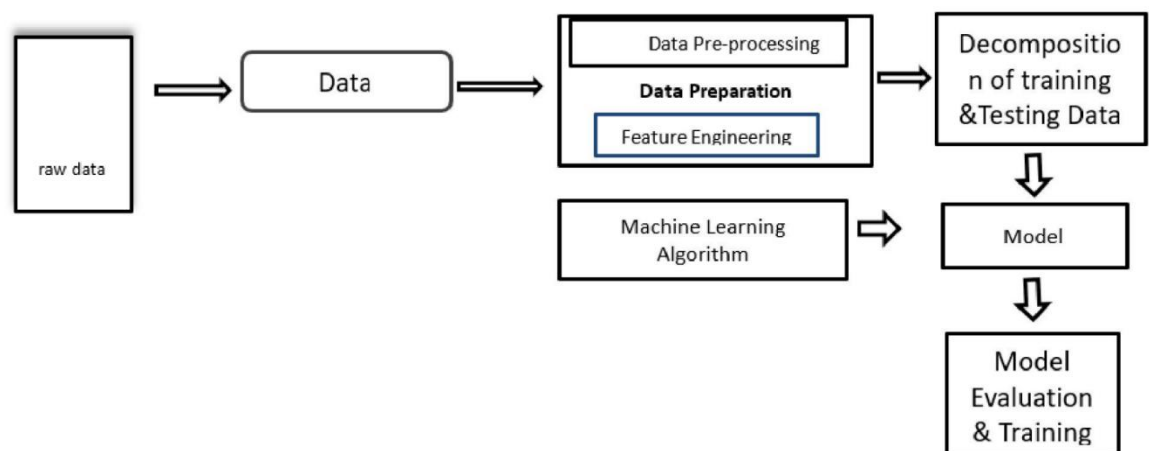 raw data
Data
Data Pre-processing
Data Preparation
Feature Engineering
Decompositio
n of training
&Testing Data
Machine Learning
Algorithm
Model
Model
Evaluation
& Training